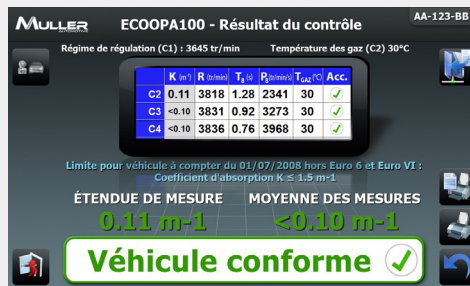 MULLER
AUTOMOTIVE
ECOOPA100 - Résultat du contrôle
AA-123-BB
Régime de régulation (C1) : 3645 tr/min Température des gaz (C2) 30°C
K (m⁻¹) R (tr/min) T_B (s) P_B(tr/min/s) T_GAZ (°C) Acc.
C2 0.11 3818 1.28 2341 30 ✓
C3 <0.10 3831 0.92 3273 30 ✓
C4 <0.10 3836 0.76 3968 30 ✓
Limite pour véhicule à compter du 01/07/2008 hors Euro 6 et Euro VI :
Coefficient d'absorption K ≤ 1.5 m-1
ÉTENDUE DE MESURE MOYENNE DES MESURES
0.11 m-1 <0.10 m-1
Véhicule conforme ✓